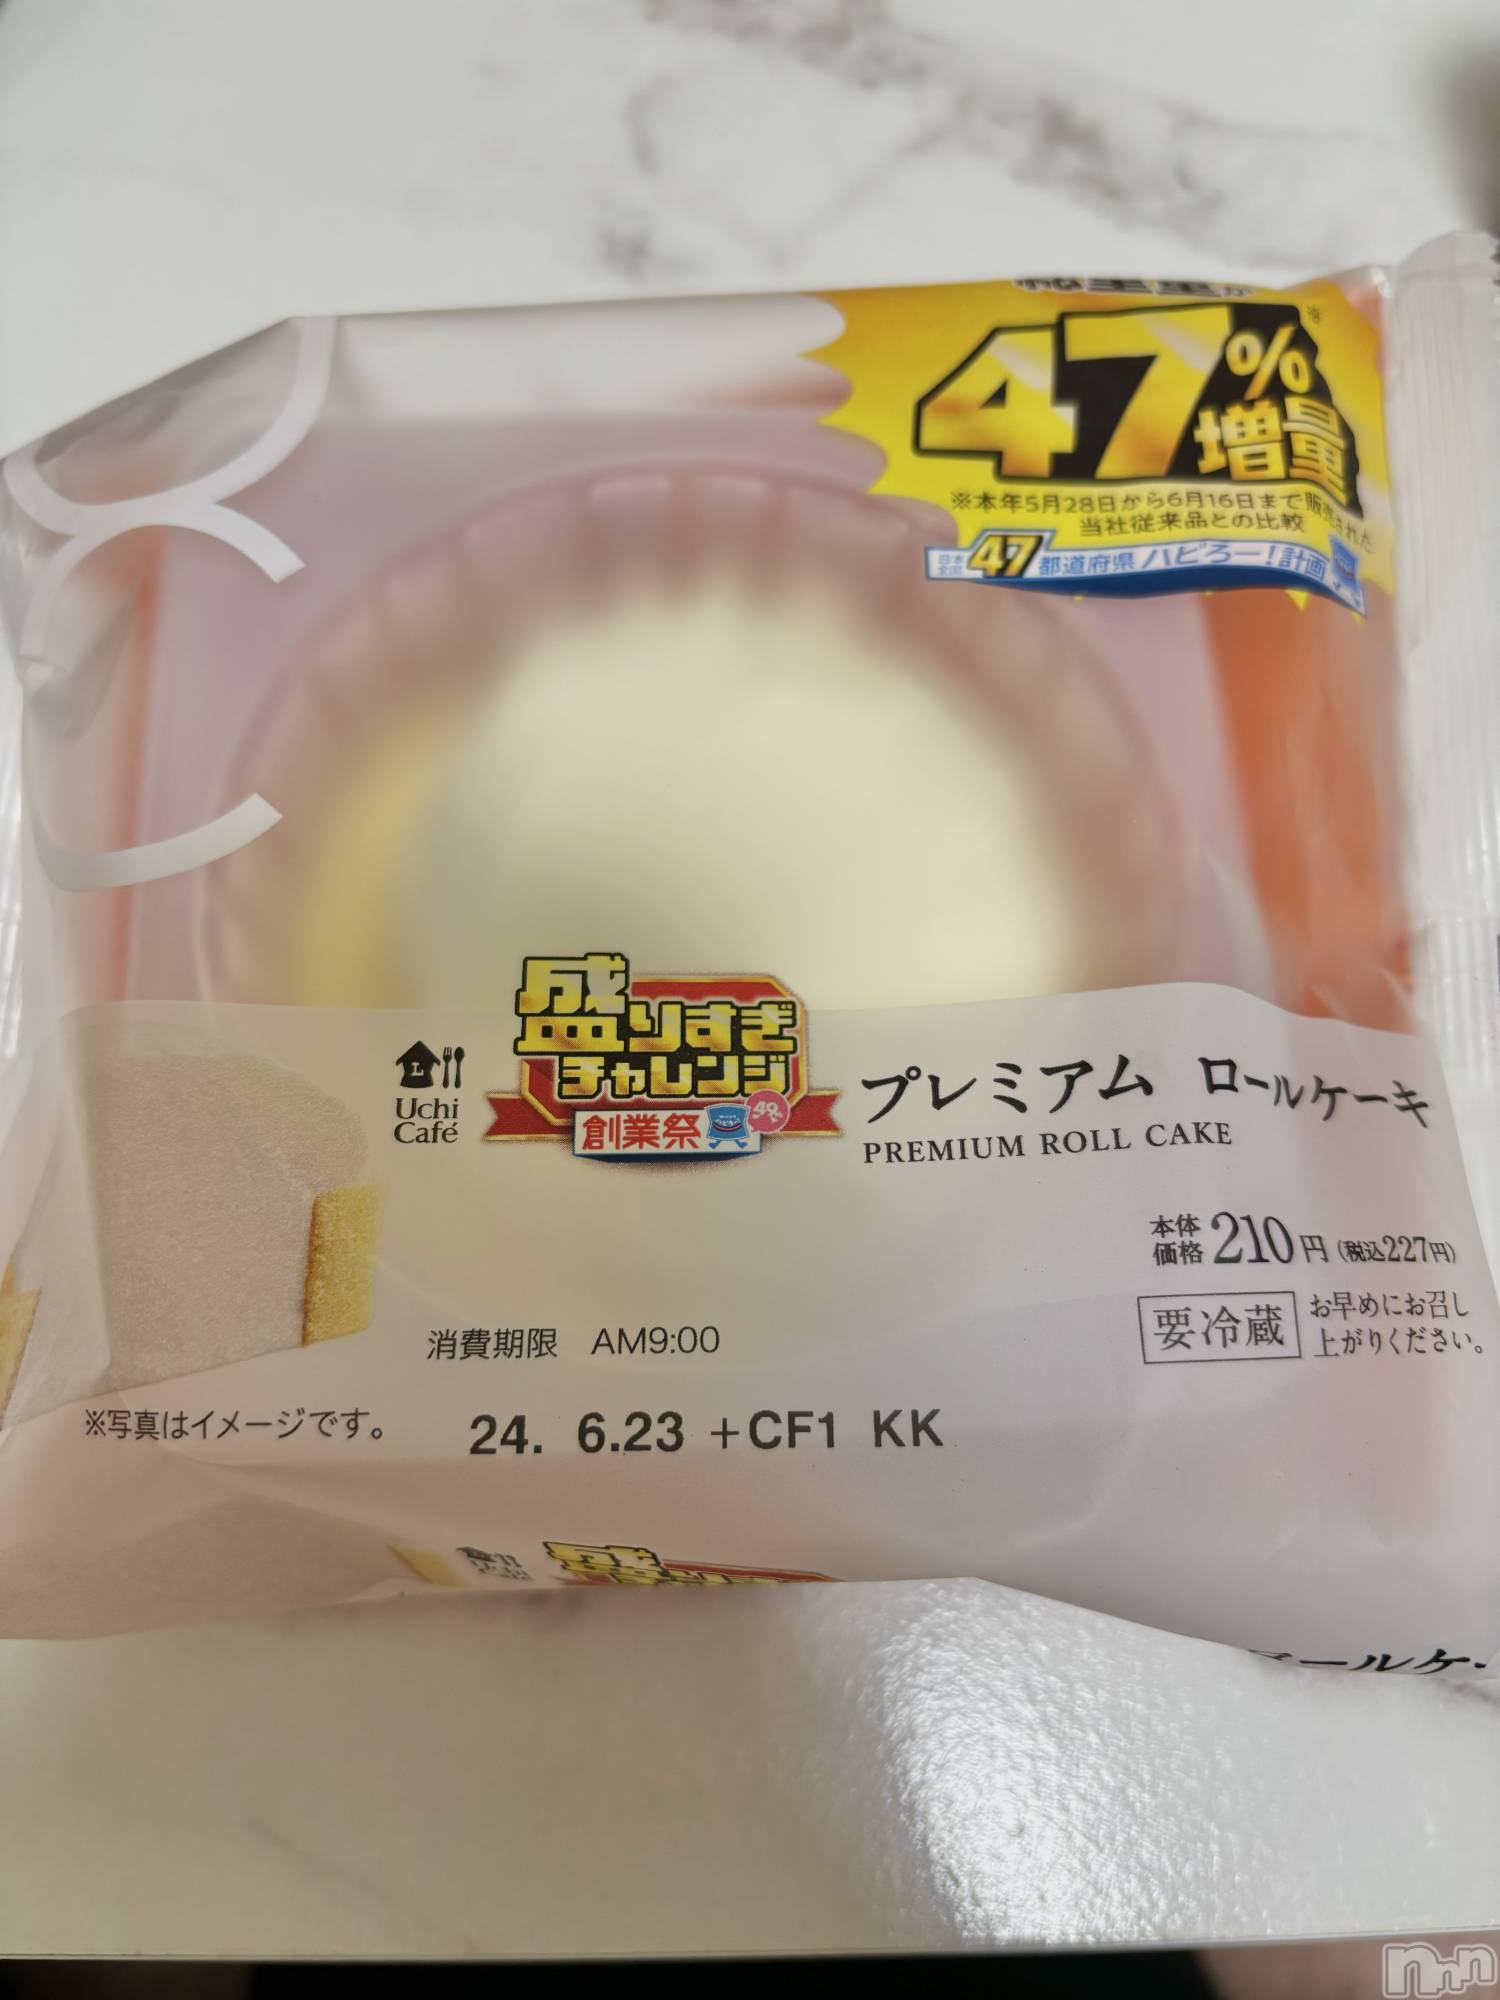 47%※
増量
※本年5月28日から6月16日まで販売された
当社従来品との比較
日本全国 47 都道府県 ハピろー!計画
盛りすぎ
チャレンジ
創業祭
Uchi
Café
プレミアム ロールケーキ
PREMIUM ROLL CAKE
本体価格 210円 (税込227円)
要冷蔵
お早めにお召し
上がりください。
消費期限 AM9:00
※写真はイメージです。
24. 6.23 +CF1 KK
nnn